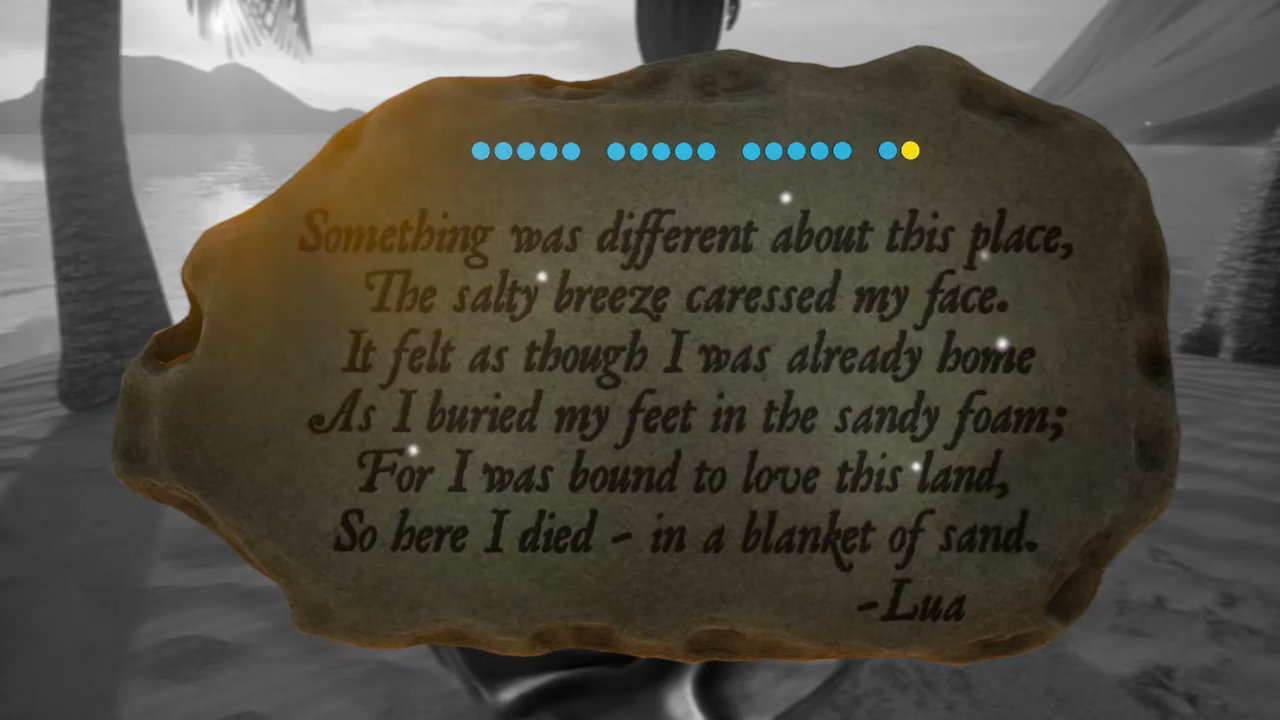 Something was different about this place,
The salty breeze caressed my face.
It felt as though I was already home
As I buried my feet in the sandy foam;
For I was bound to love this land,
So here I died - in a blanket of sand.
-Lua